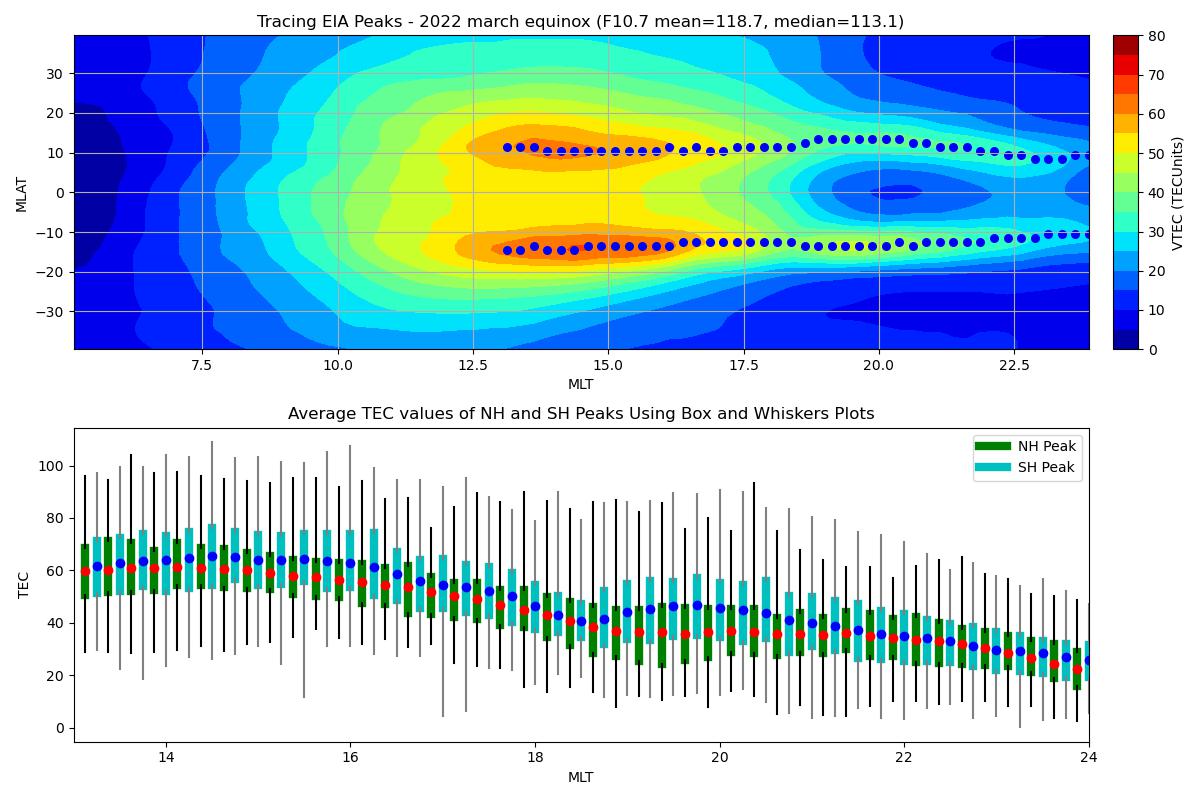 Tracing EIA Peaks - 2022 march equinox (F10.7 mean=118.7, median=113.1)
MLAT
30
20
10
0
−10
−20
−30
7.5 10.0 12.5 15.0 17.5 20.0 22.5
MLT
80
70
60
50
40
30
20
10
0
VTEC (TECUnits)
Average TEC values of NH and SH Peaks Using Box and Whiskers Plots
NH Peak
SH Peak
TEC
100
80
60
40
20
0
14 16 18 20 22 24
MLT